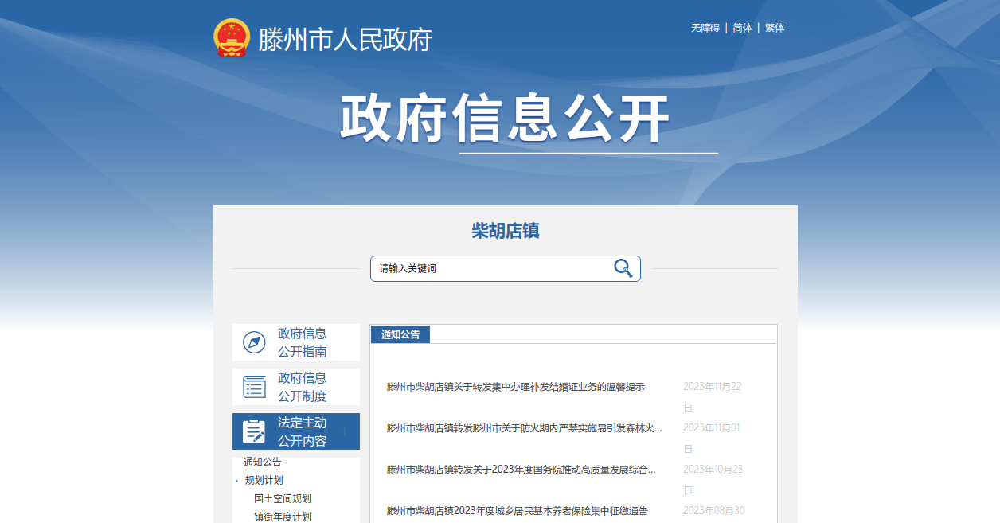 滕州市人民政府
无障碍 | 简体 | 繁体
政府信息公开
柴胡店镇
请输入关键词
政府信息
公开指南
政府信息
公开制度
法定主动
公开内容
通知公告
规划计划
国土空间规划
镇街年度计划
通知公告
滕州市柴胡店镇关于转发集中办理补发结婚证业务的温馨提示
2023年11月22
日
滕州市柴胡店镇转发滕州市关于防火期内严禁实施易引发森林火...
2023年11月01
日
滕州市柴胡店镇转发关于2023年度国务院推动高质量发展综合...
2023年10月23
日
滕州市柴胡店镇2023年度城乡居民基本养老保险集中征缴通告
2023年08月30